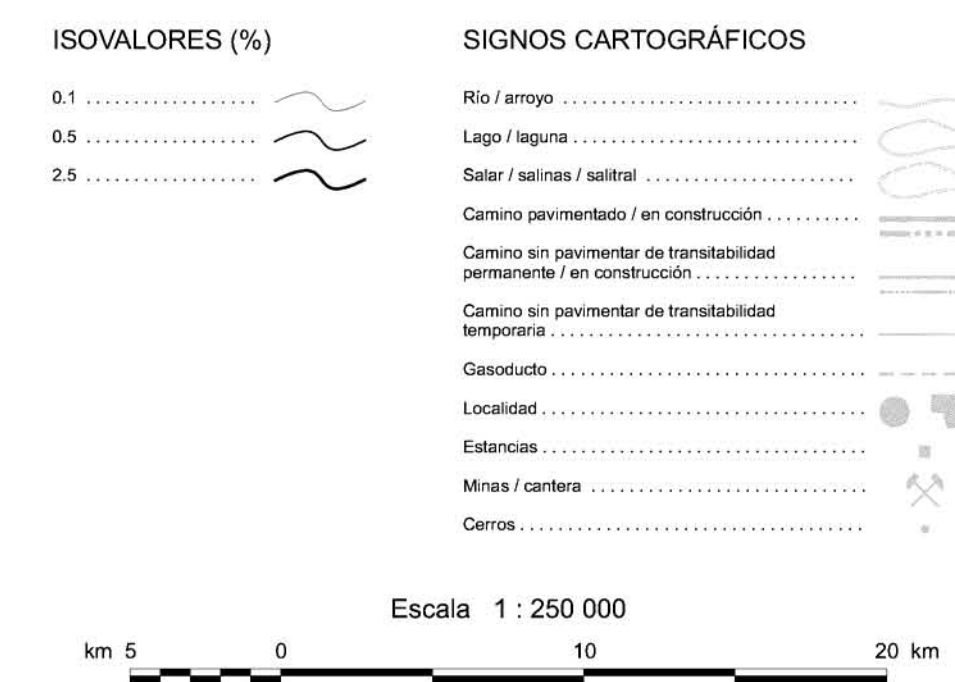 ISOVALORES (%)
0.1 ..................
0.5 ..................
2.5 ..................
SIGNOS CARTOGRÁFICOS
Río / arroyo ...............................
Lago / laguna ..............................
Salar / salinas / salitral ......................
Camino pavimentado / en construcción ..........
Camino sin pavimentar de transitabilidad
permanente / en construcción .................
Camino sin pavimentar de transitabilidad
temporaria .................................
Gasoducto .................................
Localidad ..................................
Estancias ..................................
Minas / cantera .............................
Cerros ....................................
Escala 1 : 250 000
km 5 0 10 20 km